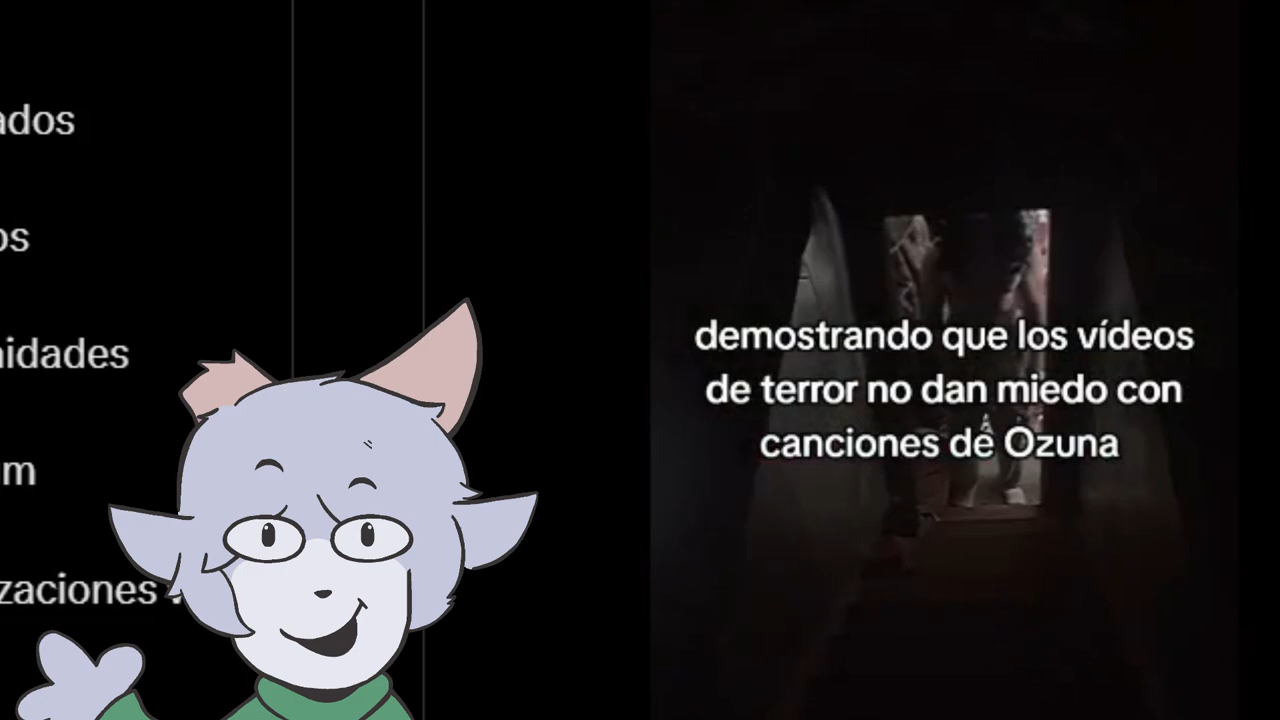 ados
os
nidades
m
zaciones
demostrando que los vídeos
de terror no dan miedo con
canciones de Ozuna